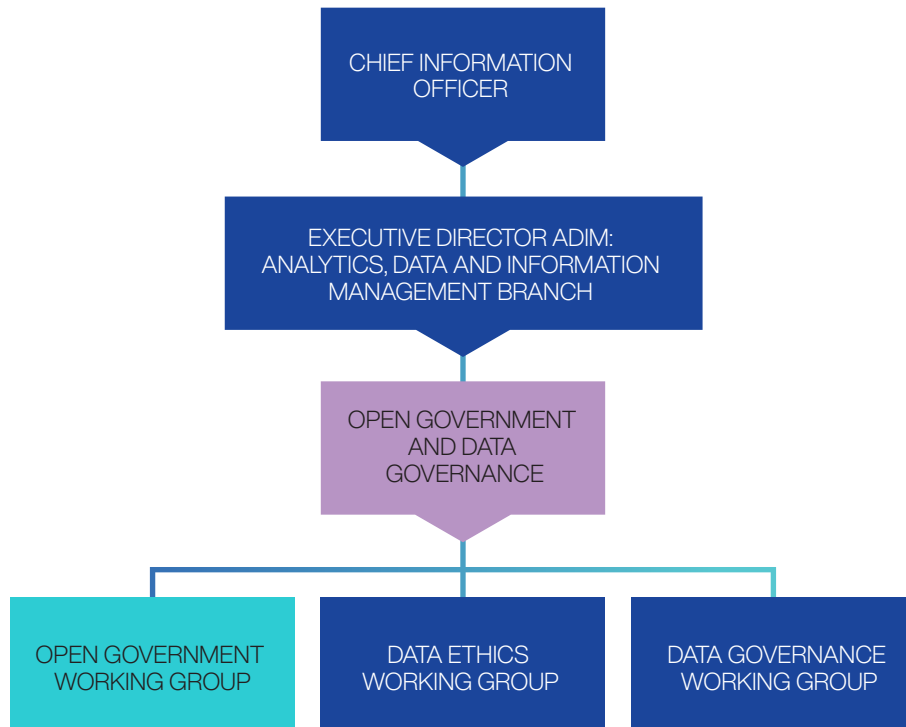 CHIEF INFORMATION
OFFICER
EXECUTIVE DIRECTOR ADIM:
ANALYTICS, DATA AND INFORMATION
MANAGEMENT BRANCH
OPEN GOVERNMENT
AND DATA
GOVERNANCE
OPEN GOVERNMENT
WORKING GROUP
DATA ETHICS
WORKING GROUP
DATA GOVERNANCE
WORKING GROUP